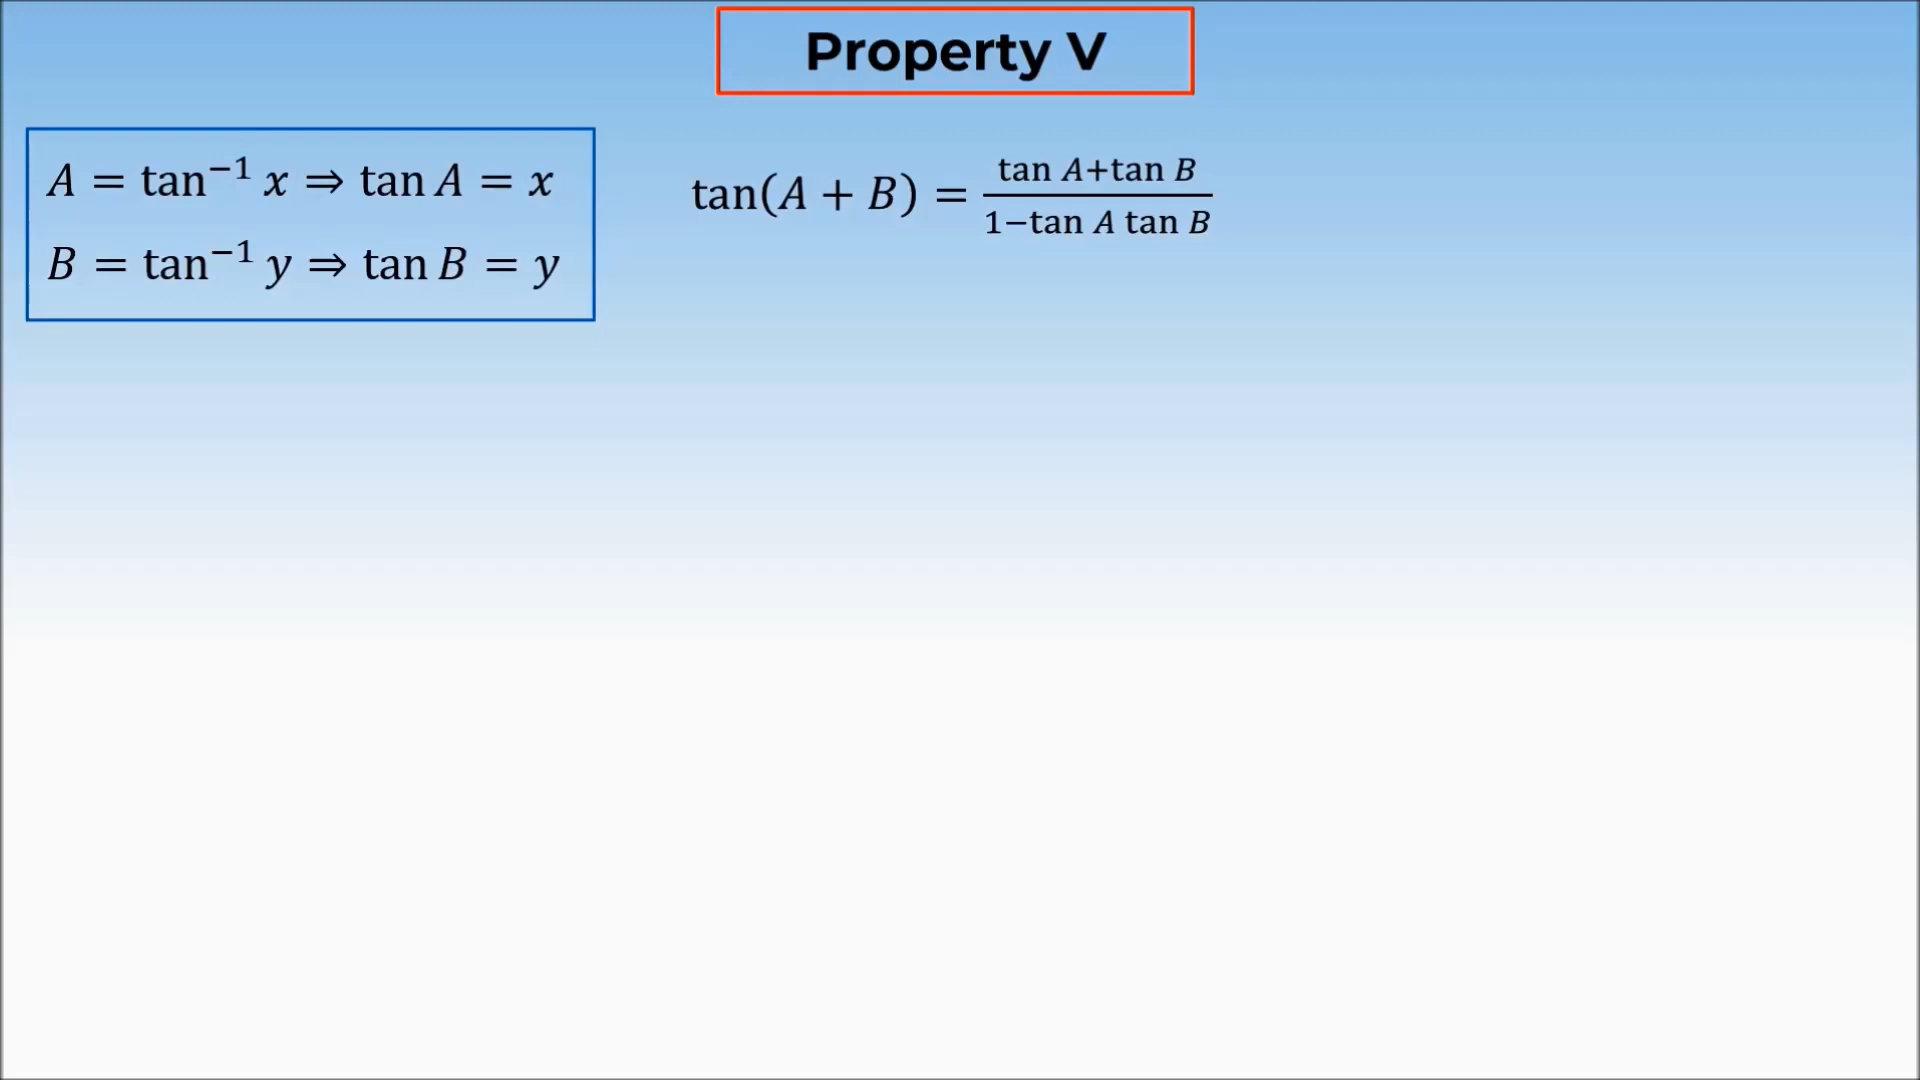 Property V
A = tan⁻¹ x ⇒ tan A = x
B = tan⁻¹ y ⇒ tan B = y
tan(A + B) = (tan A+tan B)/(1−tan A tan B)